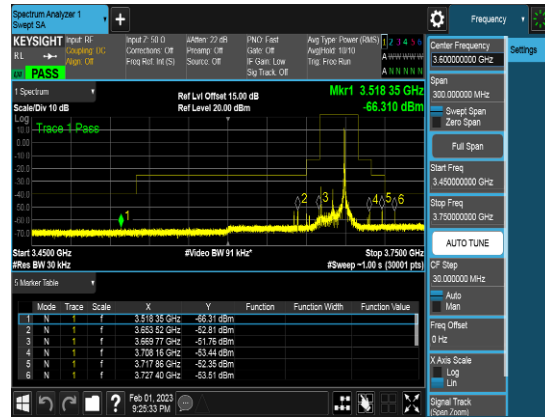 Spectrum Analyzer 1
Swept SA
+
Frequency
KEYSIGHT
RL
Input: RF
Coupling: DC
Align: Off
Input Z: 50 Ω
Corrections: Off
Freq Ref: Int (S)
#Atten: 22 dB
Preamp: Off
Source: Off
PNO: Fast
Gate: Off
IF Gain: Low
Sig Track: Off
Avg Type: Power (RMS)
Avg|Hold: 10/10
Trig: Free Run
1 2 3 4 5 6
A W W W W W
A N N N N N
PASS
1 Spectrum
Scale/Div 10 dB
Ref Lvl Offset 15.00 dB
Ref Level 20.00 dBm
Mkr1 3.518 35 GHz
-66.310 dBm
Log
Trace 1 Pass
10.0
0.00
-10.0
-20.0
-30.0
-40.0
-50.0
-60.0
-70.0
1
2
3
4
5
6
Start 3.4500 GHz
#Video BW 91 kHz*
Stop 3.7500 GHz
#Res BW 30 kHz
#Sweep ~1.00 s (30001 pts)
5 Marker Table
Mode Trace Scale X Y Function Function Width Function Value
1 N 1 f 3.518 35 GHz -66.31 dBm
2 N 1 f 3.653 52 GHz -52.81 dBm
3 N 1 f 3.669 77 GHz -51.76 dBm
4 N 1 f 3.708 16 GHz -53.44 dBm
5 N 1 f 3.717 86 GHz -52.35 dBm
6 N 1 f 3.727 40 GHz -53.51 dBm
Feb 01, 2023
9:25:33 PM
Center Frequency
3.600000000 GHz
Settings
Span
300.000000 MHz
Swept Span
Zero Span
Full Span
Start Freq
3.450000000 GHz
Stop Freq
3.750000000 GHz
AUTO TUNE
CF Step
30.000000 MHz
Auto
Man
Freq Offset
0 Hz
X Axis Scale
Log
Lin
Signal Track
(Span Zoom)